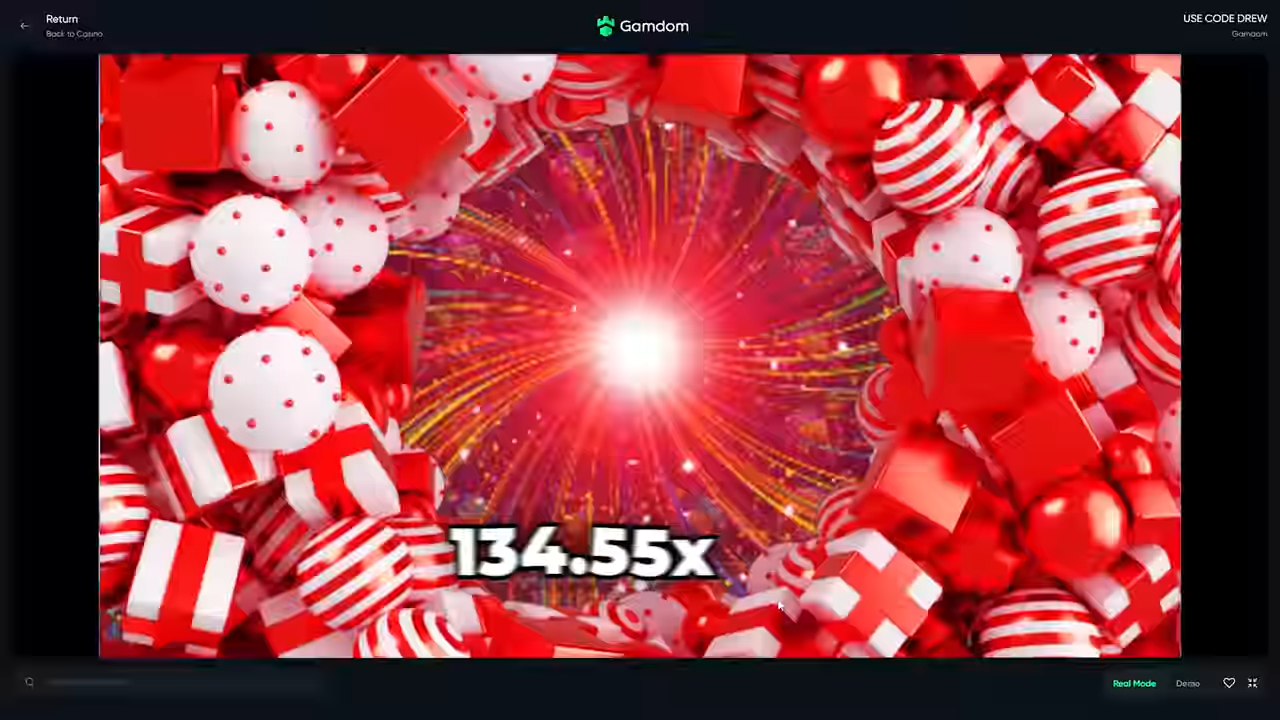 Return
Back to Casino
Gamdom
USE CODE DREW
Gamdom
134.55x
Real Mode
Demo